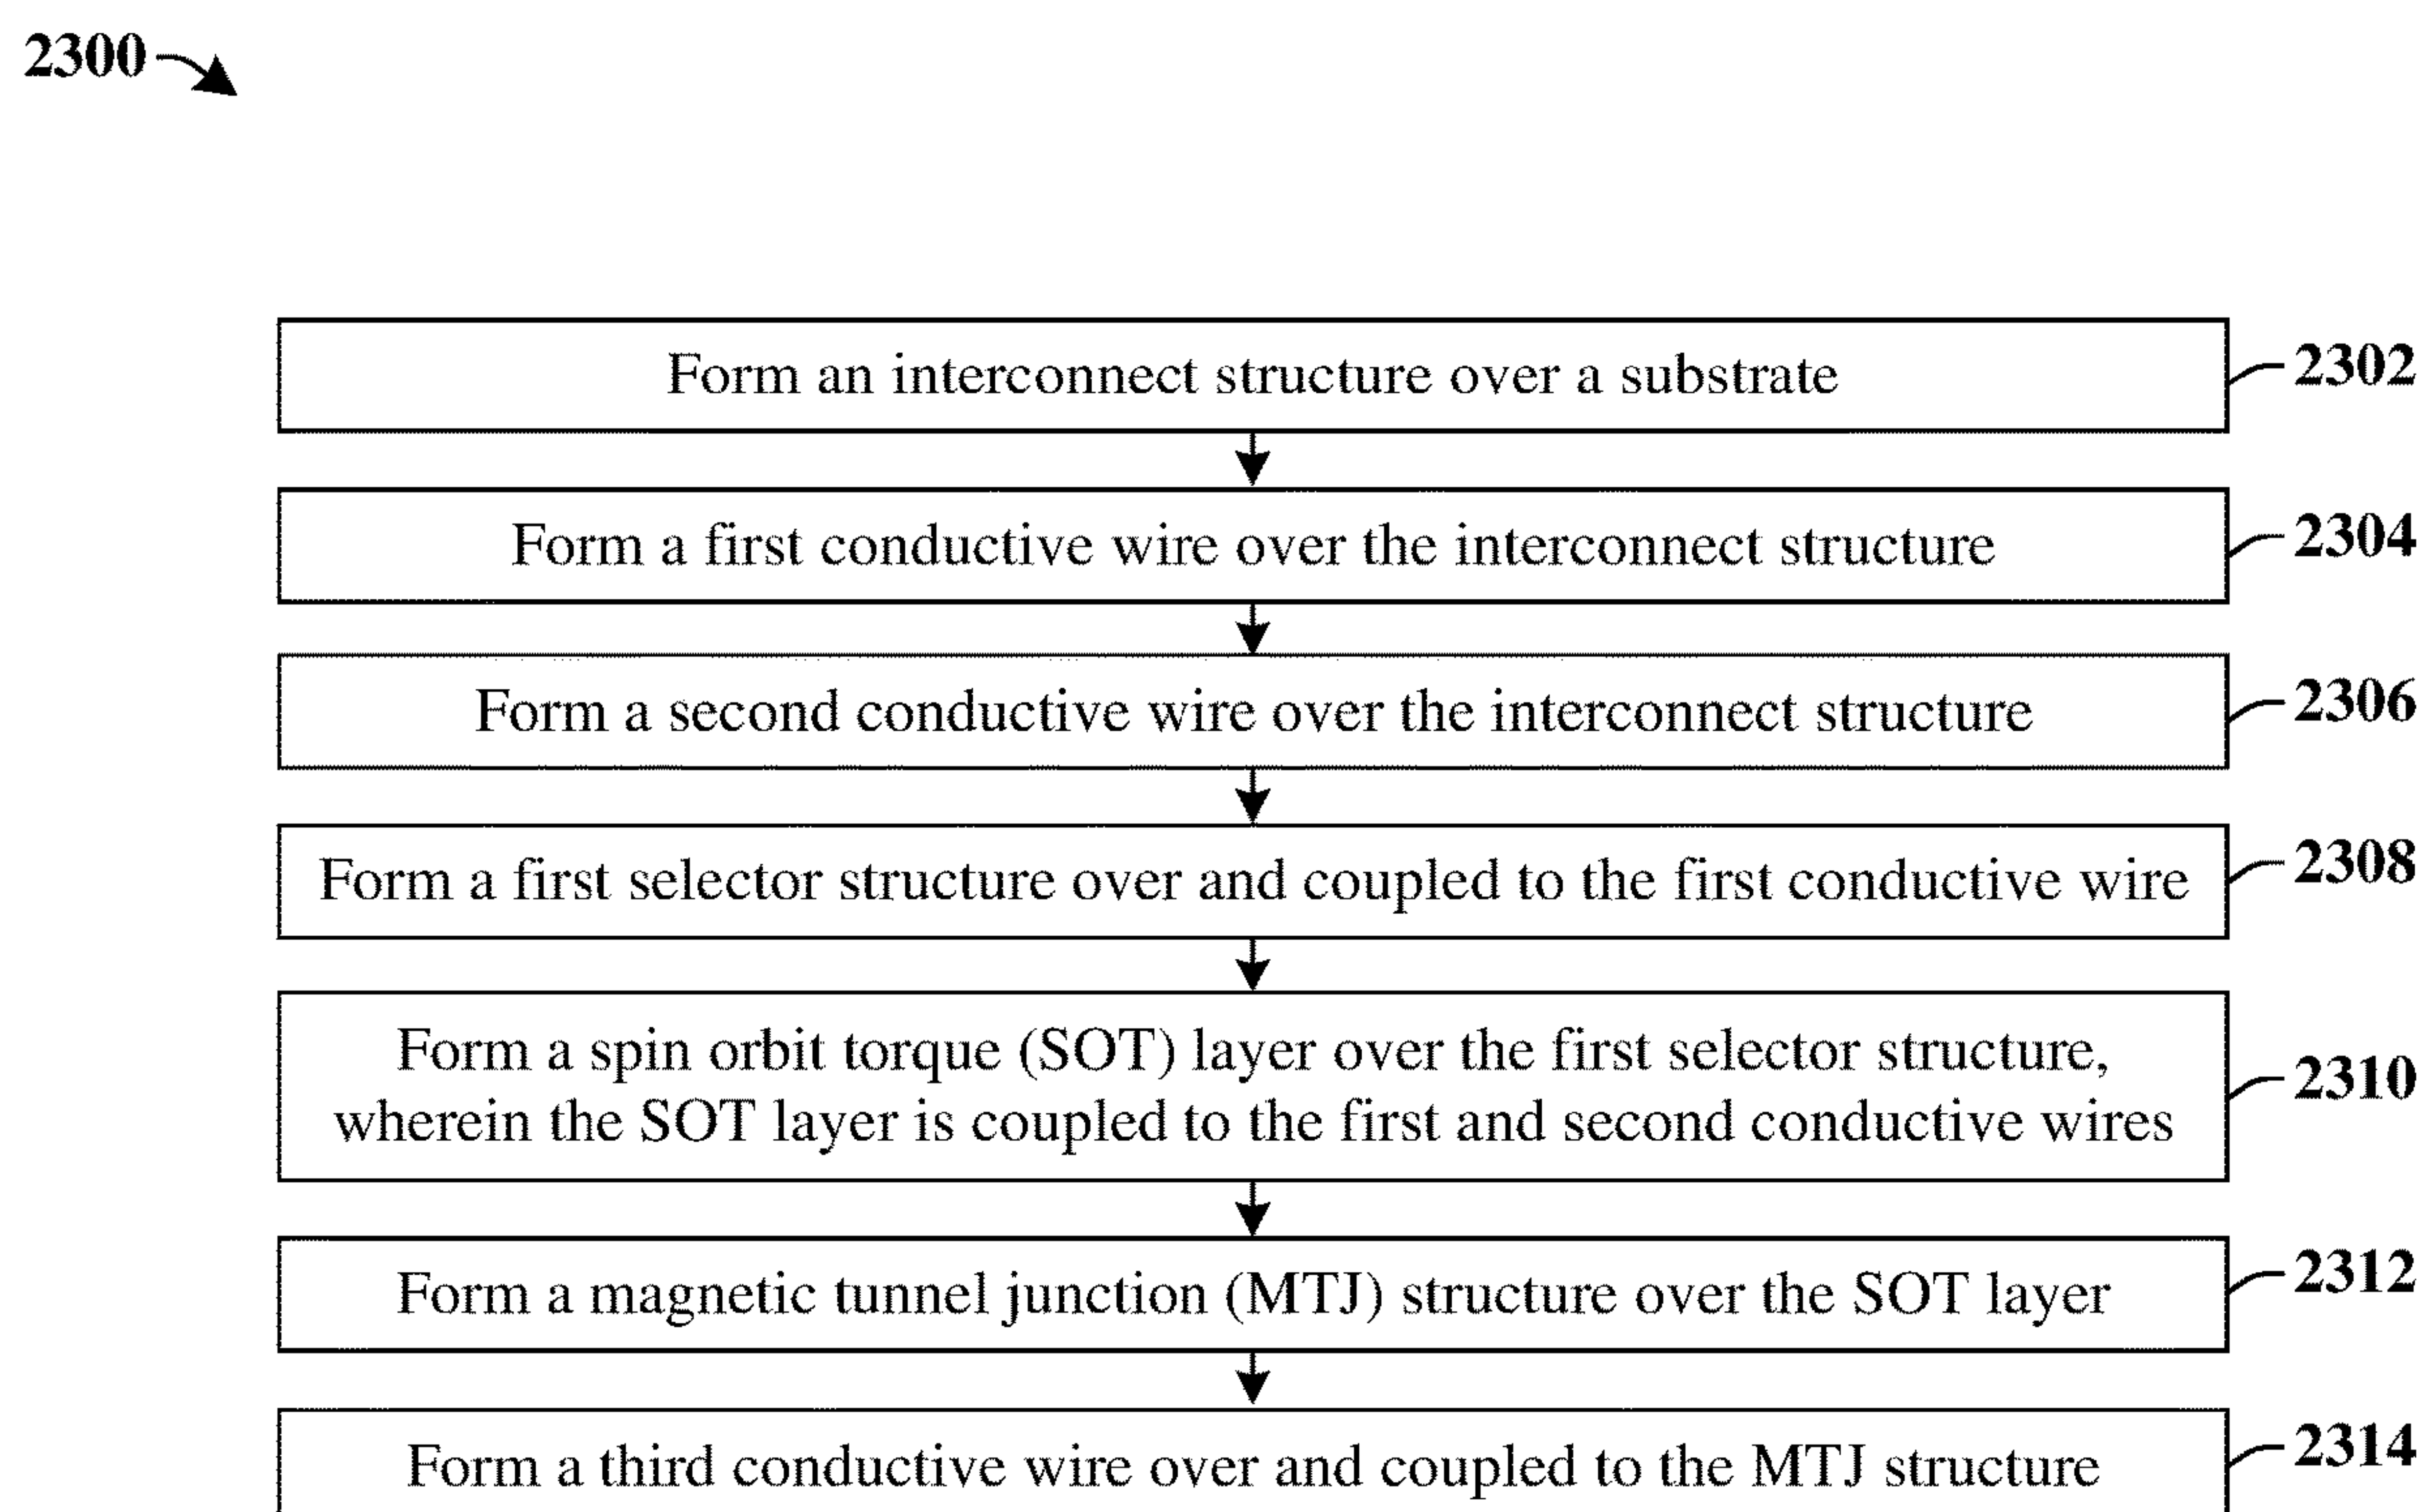 2300
Form an interconnect structure over a substrate
2302
Form a first conductive wire over the interconnect structure
2304
Form a second conductive wire over the interconnect structure
2306
Form a first selector structure over and coupled to the first conductive wire
2308
Form a spin orbit torque (SOT) layer over the first selector structure,
wherein the SOT layer is coupled to the first and second conductive wires
2310
Form a magnetic tunnel junction (MTJ) structure over the SOT layer
2312
Form a third conductive wire over and coupled to the MTJ structure
2314